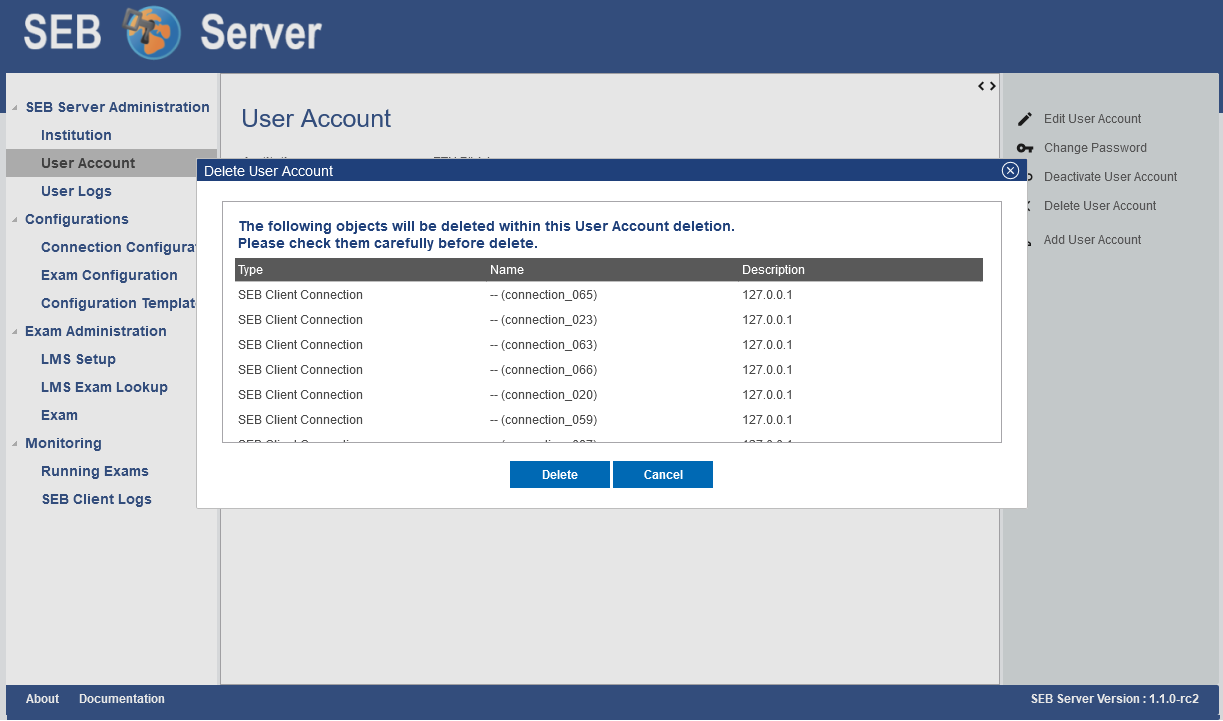 SEB Server
SEB Server Administration
Institution
User Account
User Logs
Configurations
Connection Configura
Exam Configuration
Configuration Templat
Exam Administration
LMS Setup
LMS Exam Lookup
Exam
Monitoring
Running Exams
SEB Client Logs
User Account
Delete User Account
The following objects will be deleted within this User Account deletion.
Please check them carefully before delete.
Type Name Description
SEB Client Connection -- (connection_065) 127.0.0.1
SEB Client Connection -- (connection_023) 127.0.0.1
SEB Client Connection -- (connection_063) 127.0.0.1
SEB Client Connection -- (connection_066) 127.0.0.1
SEB Client Connection -- (connection_020) 127.0.0.1
SEB Client Connection -- (connection_059) 127.0.0.1
Delete Cancel
Edit User Account
Change Password
Deactivate User Account
Delete User Account
Add User Account
About Documentation
SEB Server Version : 1.1.0-rc2